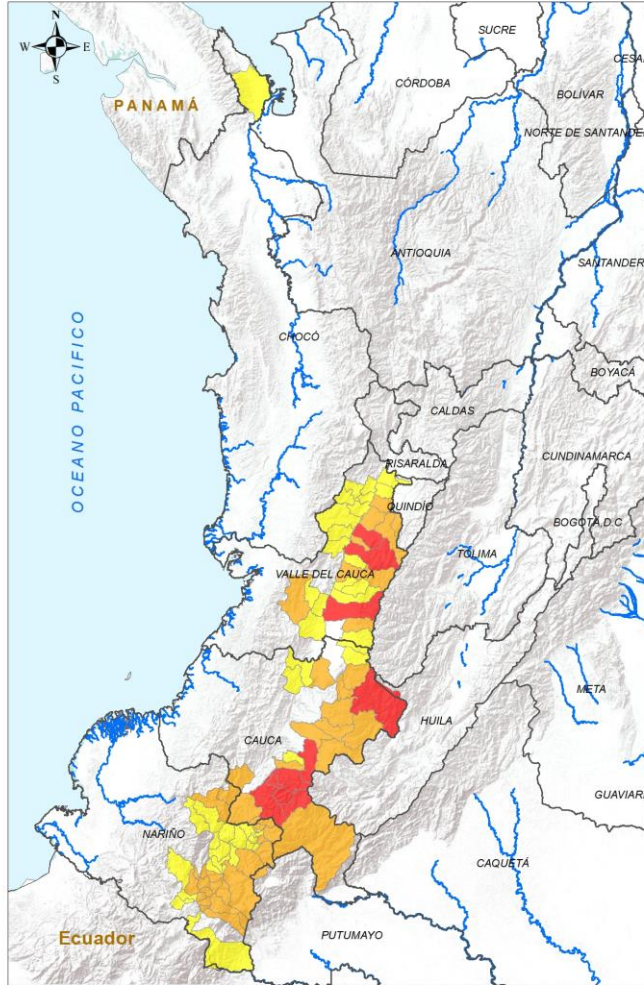 N
W E
S
SUCRE
CÓRDOBA
BOLÍVAR
PANAMÁ
NORTE DE SANTANDER
ANTIOQUIA
SANTANDER
OCEANO PACIFICO
CHOCÓ
BOYACÁ
CALDAS
RISARALDA
CUNDINAMARCA
QUINDÍO
BOGOTÁ D.C
TOLIMA
VALLE DEL CAUCA
META
HUILA
CAUCA
GUAVIAR
NARIÑO
CAQUETÁ
Ecuador
PUTUMAYO